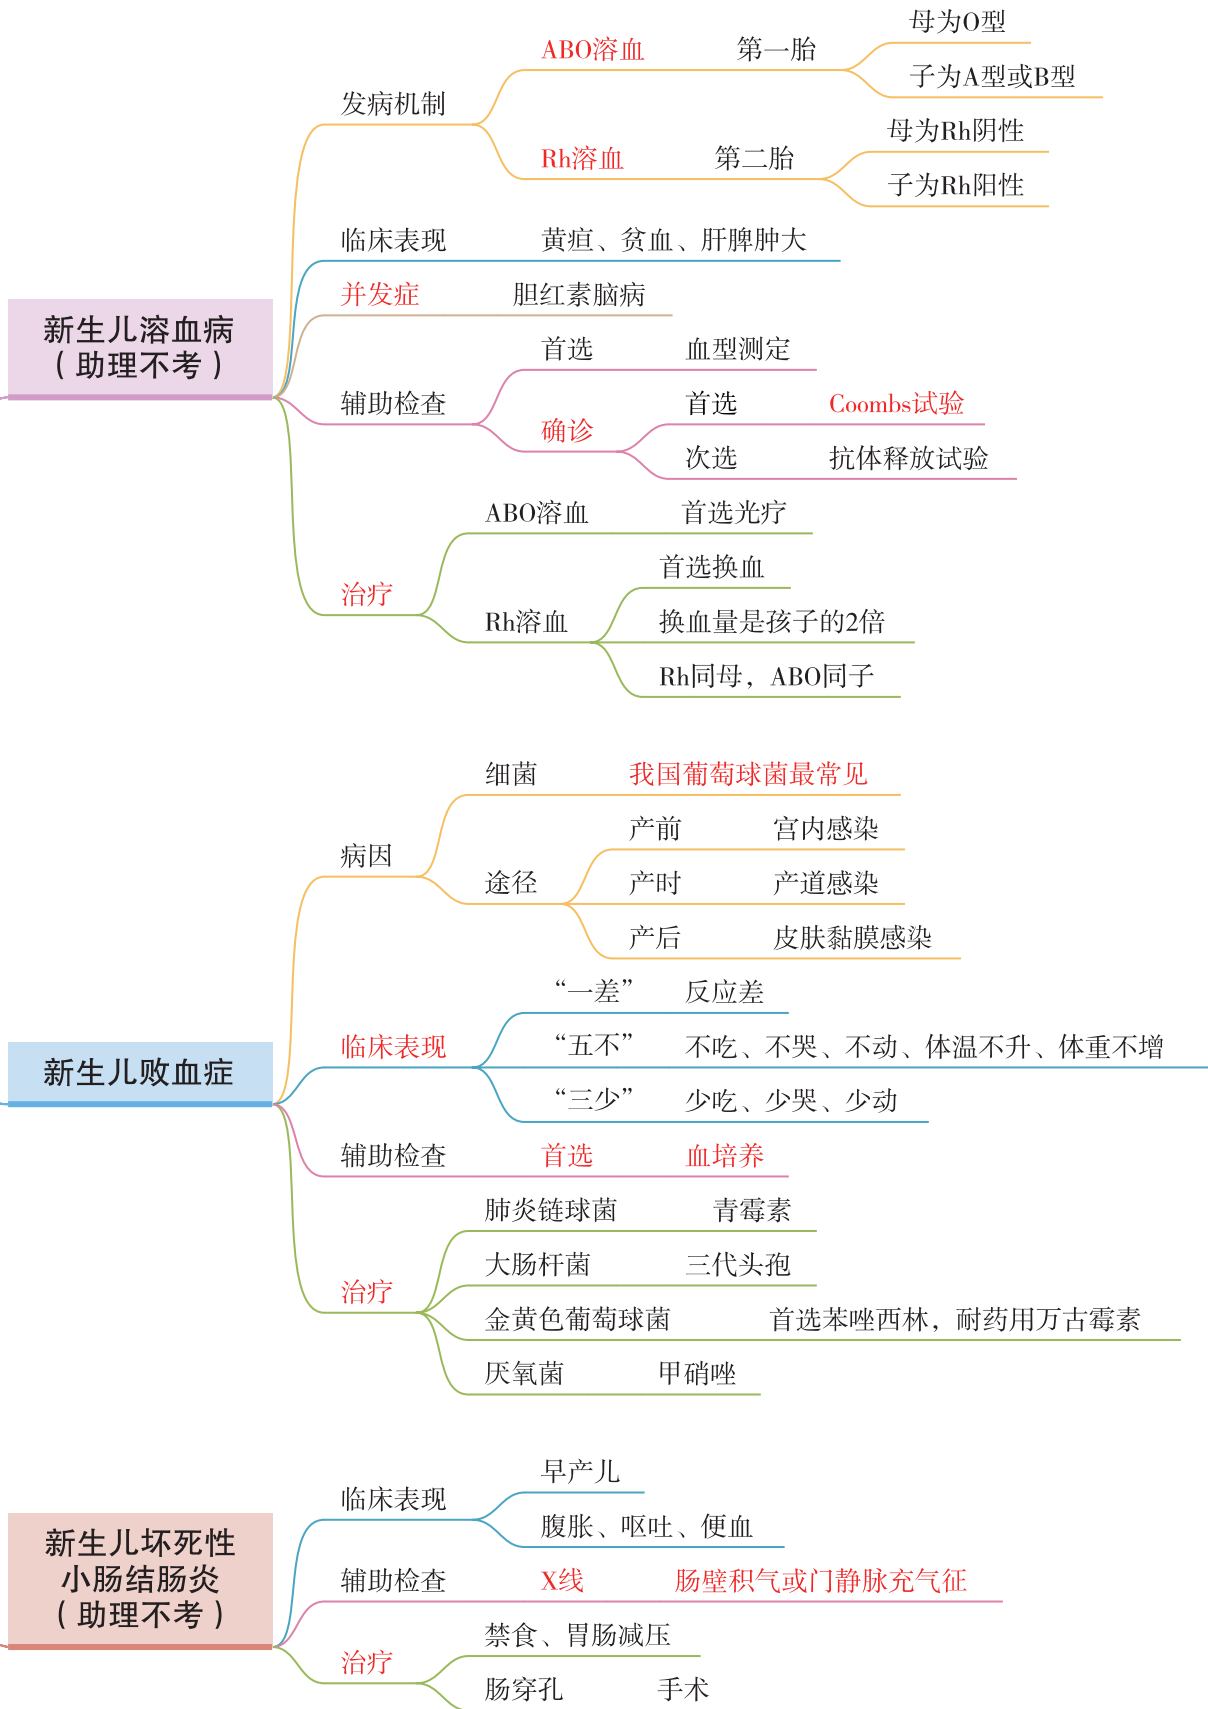 新生儿溶血病
（助理不考）
发病机制
ABO溶血 第一胎
母为O型
子为A型或B型
Rh溶血 第二胎
母为Rh阴性
子为Rh阳性
临床表现 黄疸、贫血、肝脾肿大
并发症 胆红素脑病
辅助检查
首选 血型测定
确诊
首选 Coombs试验
次选 抗体释放试验
治疗
ABO溶血 首选光疗
Rh溶血
首选换血
换血量是孩子的2倍
Rh同母，ABO同子
新生儿败血症
病因
细菌 我国葡萄球菌最常见
途径
产前 宫内感染
产时 产道感染
产后 皮肤黏膜感染
临床表现
“一差” 反应差
“五不” 不吃、不哭、不动、体温不升、体重不增
“三少” 少吃、少哭、少动
辅助检查 首选 血培养
治疗
肺炎链球菌 青霉素
大肠杆菌 三代头孢
金黄色葡萄球菌 首选苯唑西林，耐药用万古霉素
厌氧菌 甲硝唑
新生儿坏死性
小肠结肠炎
（助理不考）
临床表现
早产儿
腹胀、呕吐、便血
辅助检查 X线 肠壁积气或门静脉充气征
治疗
禁食、胃肠减压
肠穿孔 手术